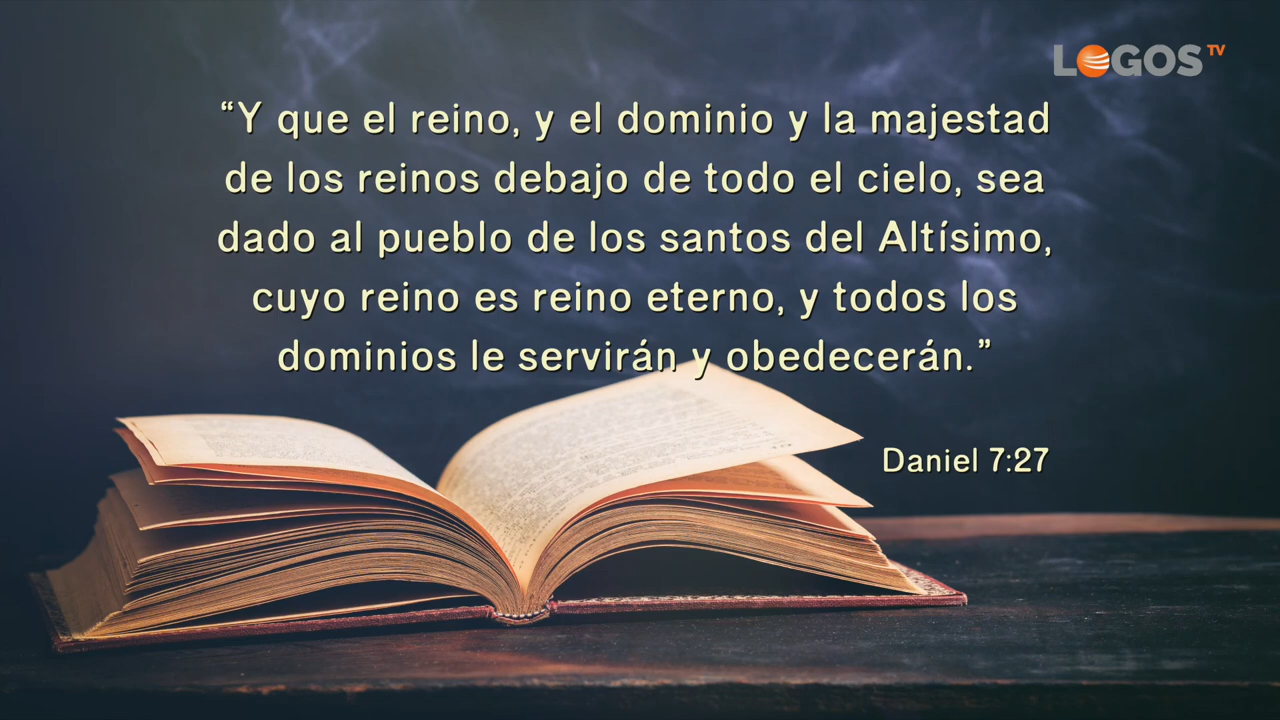 LOGOS TV
“Y que el reino, y el dominio y la majestad
de los reinos debajo de todo el cielo, sea
dado al pueblo de los santos del Altísimo,
cuyo reino es reino eterno, y todos los
dominios le servirán y obedecerán.”
Daniel 7:27